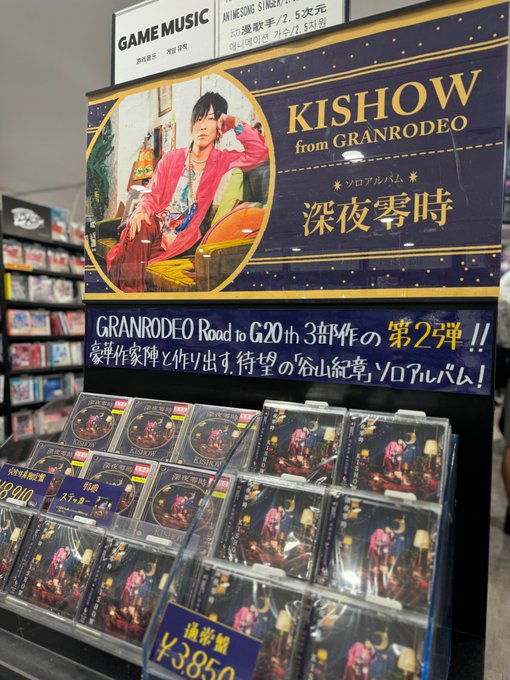 GAME MUSIC
游戏音乐 게임 뮤직
ANIMESONG SINGER/2.5次元
动漫歌手/2.5次元
애니메이션 가수/2.5차원
KISHOW
from GRANRODEO
ソロアルバム
深夜零時
GRANRODEO Road to G20th 3部作の 第2弾!!
豪華作家陣と作り出す、待望の「谷山紀章」ソロアルバム!
深夜零時
KISHOW
¥8,910
特典
ステッカー
通常盤
¥3,850